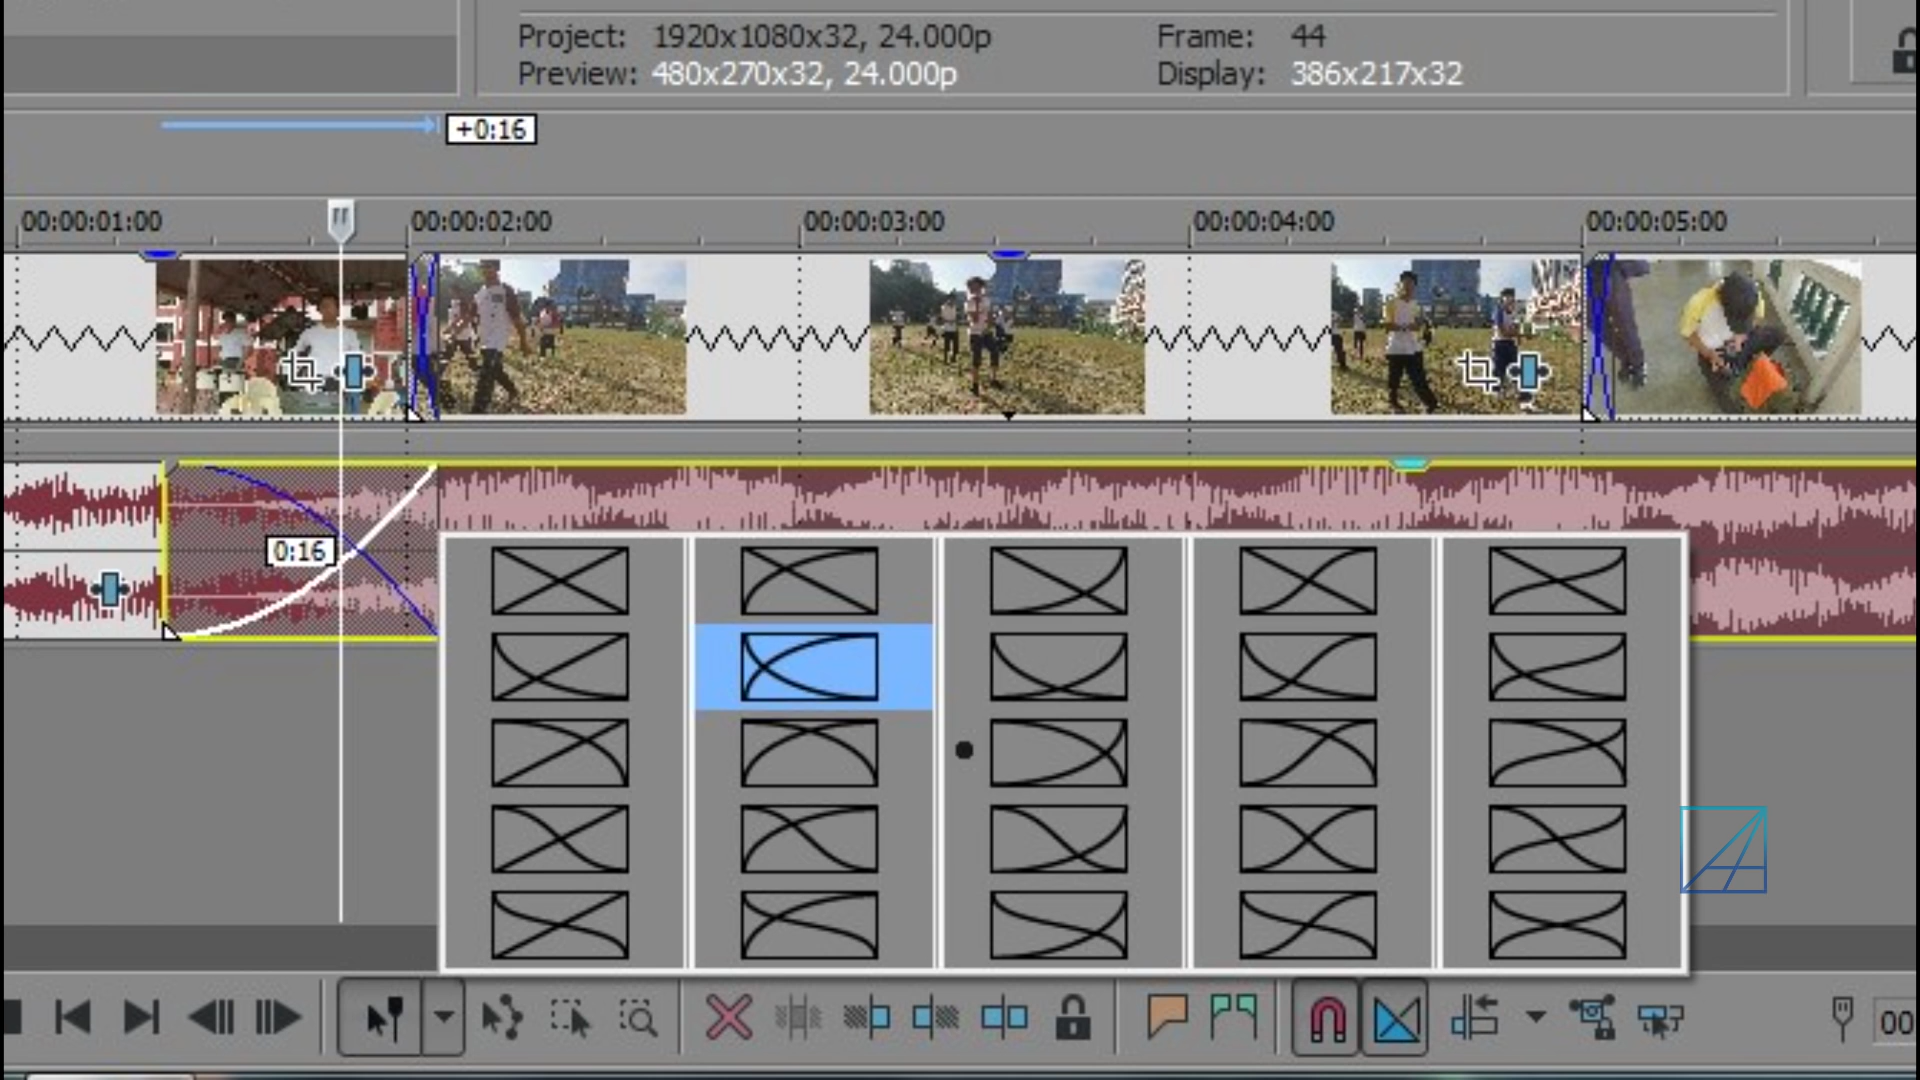 Project: 1920x1080x32, 24.000p Frame: 44
Preview: 480x270x32, 24.000p Display: 386x217x32
+0:16
00:00:01:00 00:00:02:00 00:00:03:00 00:00:04:00 00:00:05:00
0:16
00